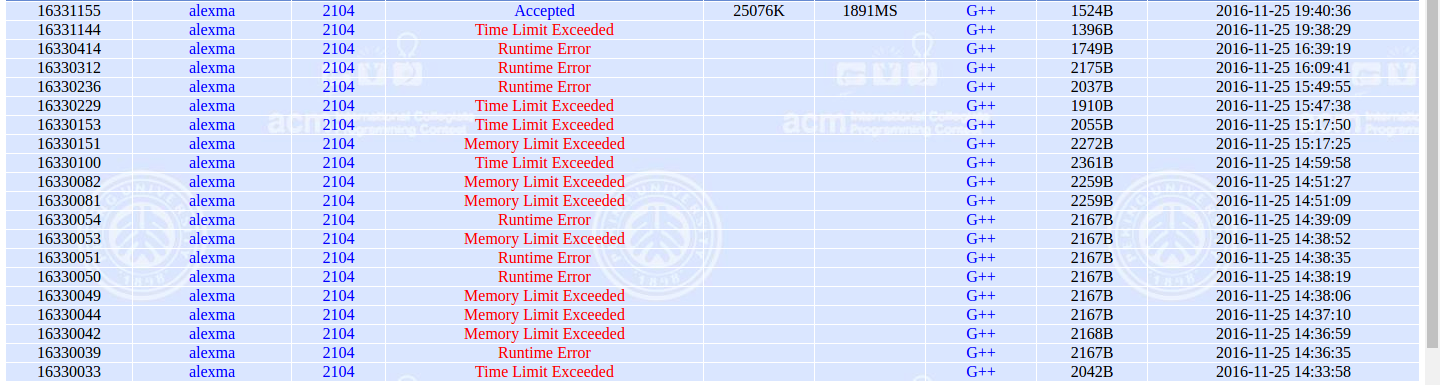 16331155 alexma 2104 Accepted 25076K 1891MS G++ 1524B 2016-11-25 19:40:36
16331144 alexma 2104 Time Limit Exceeded G++ 1396B 2016-11-25 19:38:29
16330414 alexma 2104 Runtime Error G++ 1749B 2016-11-25 16:39:19
16330312 alexma 2104 Runtime Error G++ 2175B 2016-11-25 16:09:41
16330236 alexma 2104 Runtime Error G++ 2037B 2016-11-25 15:49:55
16330229 alexma 2104 Time Limit Exceeded G++ 1910B 2016-11-25 15:47:38
16330153 alexma 2104 Time Limit Exceeded G++ 2055B 2016-11-25 15:17:50
16330151 alexma 2104 Memory Limit Exceeded G++ 2272B 2016-11-25 15:17:25
16330100 alexma 2104 Time Limit Exceeded G++ 2361B 2016-11-25 14:59:58
16330082 alexma 2104 Memory Limit Exceeded G++ 2259B 2016-11-25 14:51:27
16330081 alexma 2104 Memory Limit Exceeded G++ 2259B 2016-11-25 14:51:09
16330054 alexma 2104 Runtime Error G++ 2167B 2016-11-25 14:39:09
16330053 alexma 2104 Memory Limit Exceeded G++ 2167B 2016-11-25 14:38:52
16330051 alexma 2104 Runtime Error G++ 2167B 2016-11-25 14:38:35
16330050 alexma 2104 Runtime Error G++ 2167B 2016-11-25 14:38:19
16330049 alexma 2104 Memory Limit Exceeded G++ 2167B 2016-11-25 14:38:06
16330044 alexma 2104 Memory Limit Exceeded G++ 2167B 2016-11-25 14:37:10
16330042 alexma 2104 Memory Limit Exceeded G++ 2168B 2016-11-25 14:36:59
16330039 alexma 2104 Runtime Error G++ 2167B 2016-11-25 14:36:35
16330033 alexma 2104 Time Limit Exceeded G++ 2042B 2016-11-25 14:33:58